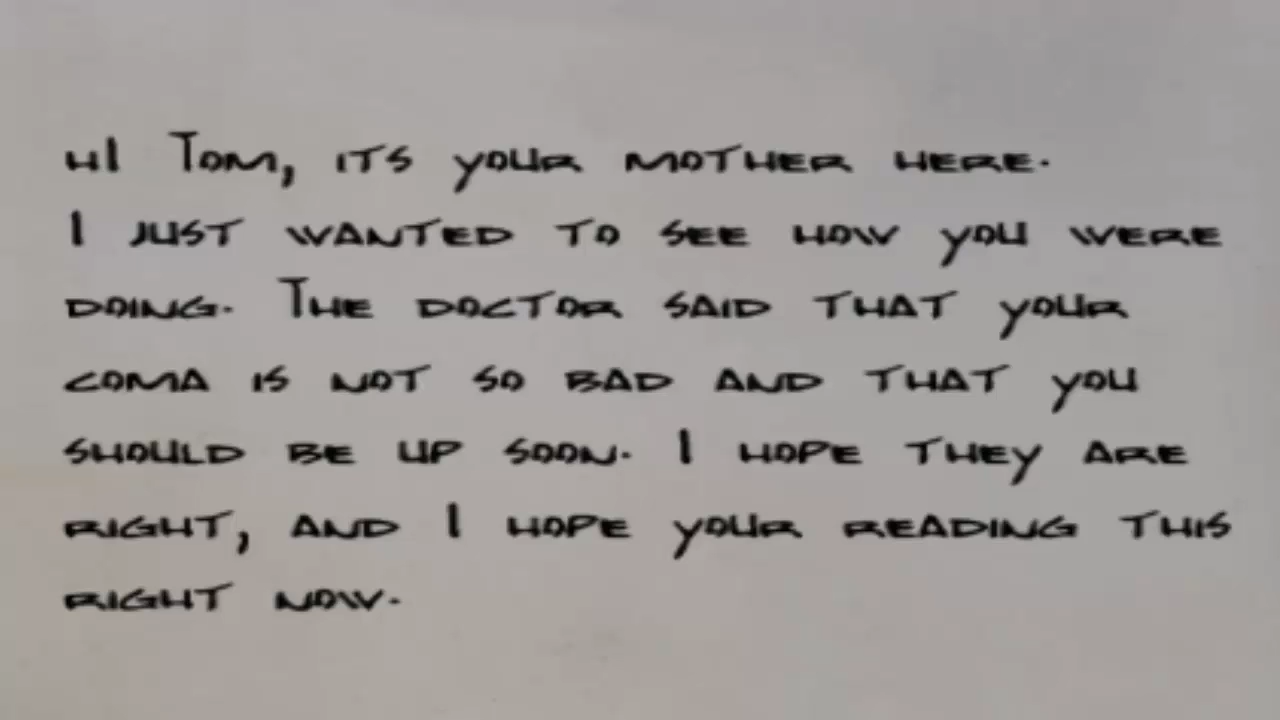 HI TOM, ITS YOUR MOTHER HERE.
I JUST WANTED TO SEE HOW YOU WERE
DOING. THE DOCTOR SAID THAT YOUR
COMA IS NOT SO BAD AND THAT YOU
SHOULD BE UP SOON. I HOPE THEY ARE
RIGHT, AND I HOPE YOUR READING THIS
RIGHT NOW.